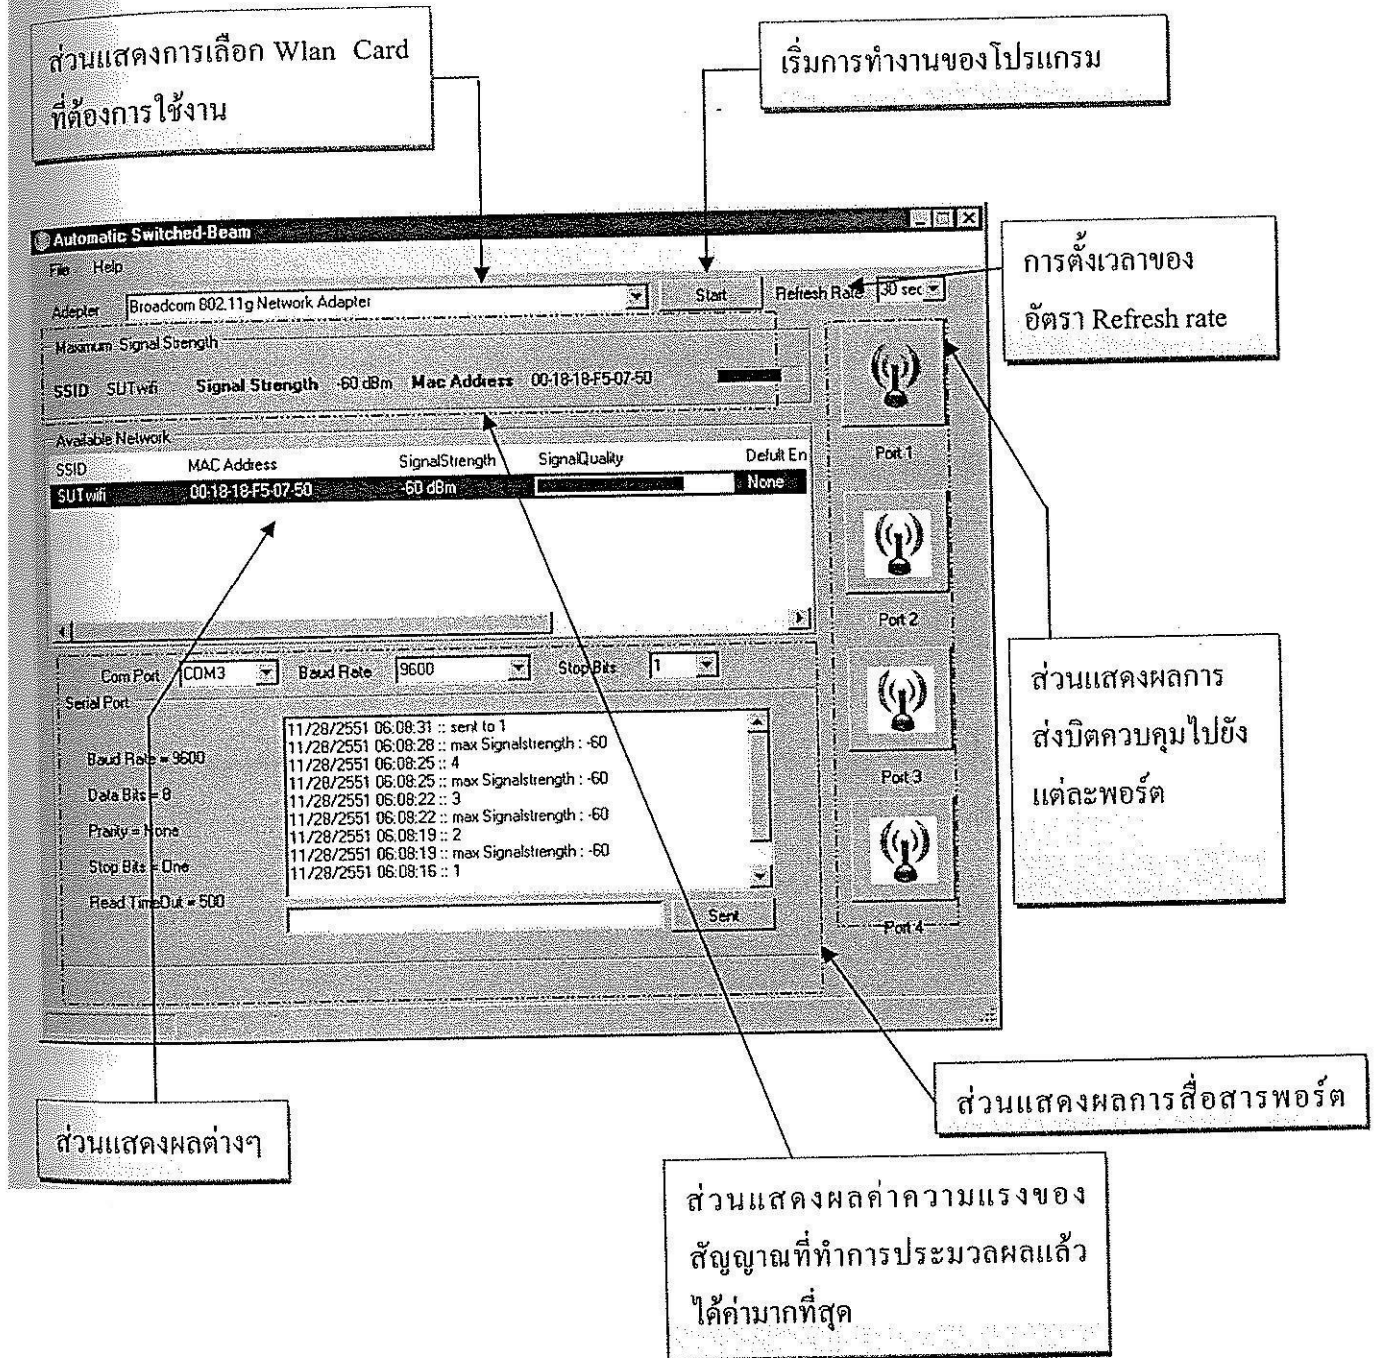 ส่วนแสดงการเลือก Wlan Card
ที่ต้องการใช้งาน
เริ่มการทำงานของโปรแกรม
Automatic Switched-Beam
File Help
Adepter Broadcom 802.11g Network Adapter Start Refresh Rate 30 sec
การตั้งเวลาของ
อัตรา Refresh rate
Maxmum Signal Strength
SSID SUTwifi Signal Strength -60 dBm Mac Address 00-18-18-F5-07-50
Available Network
SSID MAC Address SignalStrength SignalQuality Defult En
SUTwifi 00-18-18-F5-07-50 -60 dBm None
Port 1
Port 2
Port 3
Port 4
ส่วนแสดงผลการ
ส่งบิตควบคุมไปยัง
แต่ละพอร์ต
Com Port COM3 Baud Rate 9600 Stop Bits 1
Serial Port
Baud Rate = 9600
Data Bits = 8
Prarity = None
Stop Bits = One
Read TimeOut = 500
11/28/2551 06:08:31 :: sent to 1
11/28/2551 06:08:28 :: max Signalstrength : -60
11/28/2551 06:08:25 :: 4
11/28/2551 06:08:25 :: max Signalstrength : -60
11/28/2551 06:08:22 :: 3
11/28/2551 06:08:22 :: max Signalstrength : -60
11/28/2551 06:08:19 :: 2
11/28/2551 06:08:19 :: max Signalstrength : -60
11/28/2551 06:08:16 :: 1
Sent
ส่วนแสดงผลการสื่อสารพอร์ต
ส่วนแสดงผลต่างๆ
ส่วนแสดงผลค่าความแรงของ
สัญญาณที่ทำการประมวลผลแล้ว
ได้ค่ามากที่สุด